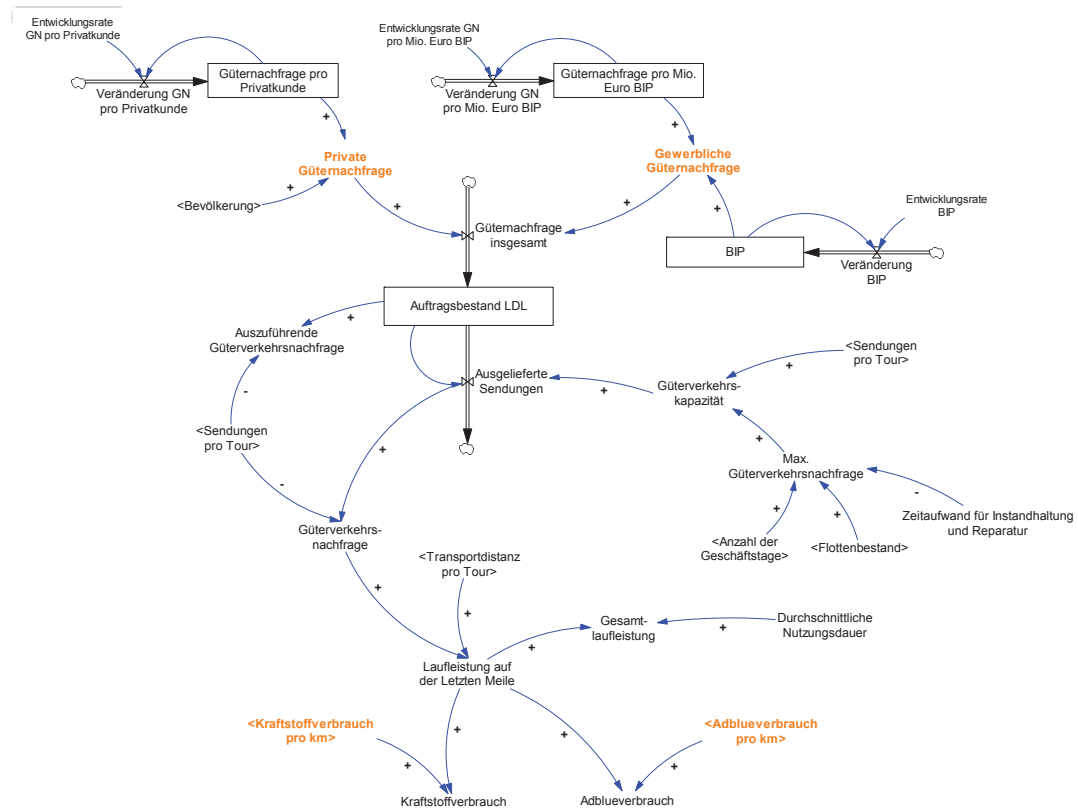 Entwicklungsrate
GN pro Privatkunde
Entwicklungsrate GN
pro Mio. Euro BIP
Güternachfrage pro
Privatkunde
Güternachfrage pro Mio.
Euro BIP
Veränderung GN
pro Privatkunde
Veränderung GN
pro Mio. Euro BIP
+
+
Private
Güternachfrage
Gewerbliche
Güternachfrage
+
<Bevölkerung>
+
+
+
Entwicklungsrate
BIP
Güternachfrage
insgesamt
BIP
Veränderung
BIP
Auftragsbestand LDL
+
Auszuführende
Güterverkehrsnachfrage
<Sendungen
pro Tour>
+
Ausgelieferte
Sendungen
+
Güterverkehrs-
kapazität
-
<Sendungen
pro Tour>
+
+
-
Max.
Güterverkehrsnachfrage
-
+
+
Zeitaufwand für Instandhaltung
und Reparatur
<Anzahl der
Geschäftstage>
<Flottenbestand>
Güterverkehrs-
nachfrage
<Transportdistanz
pro Tour>
+
+
Gesamt-
laufleistung
+
Durchschnittliche
Nutzungsdauer
+
Laufleistung auf
der Letzten Meile
<Kraftstoffverbrauch
pro km>
+
+
<Adblueverbrauch
pro km>
+
+
Kraftstoffverbrauch
Adblueverbrauch